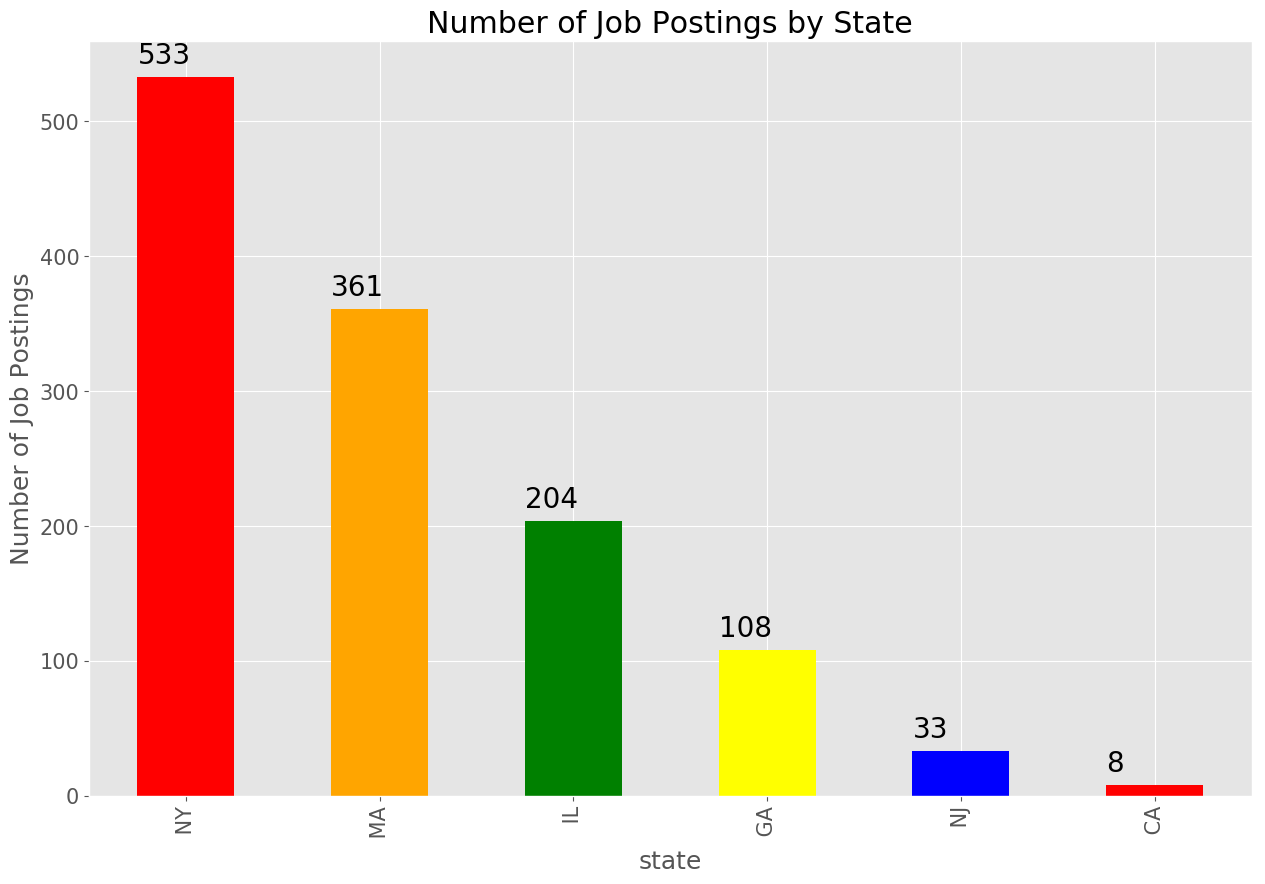 Number of Job Postings by State
533
361
204
108
33
8
500
400
300
200
100
0
Number of Job Postings
NY
MA
IL
GA
NJ
CA
state